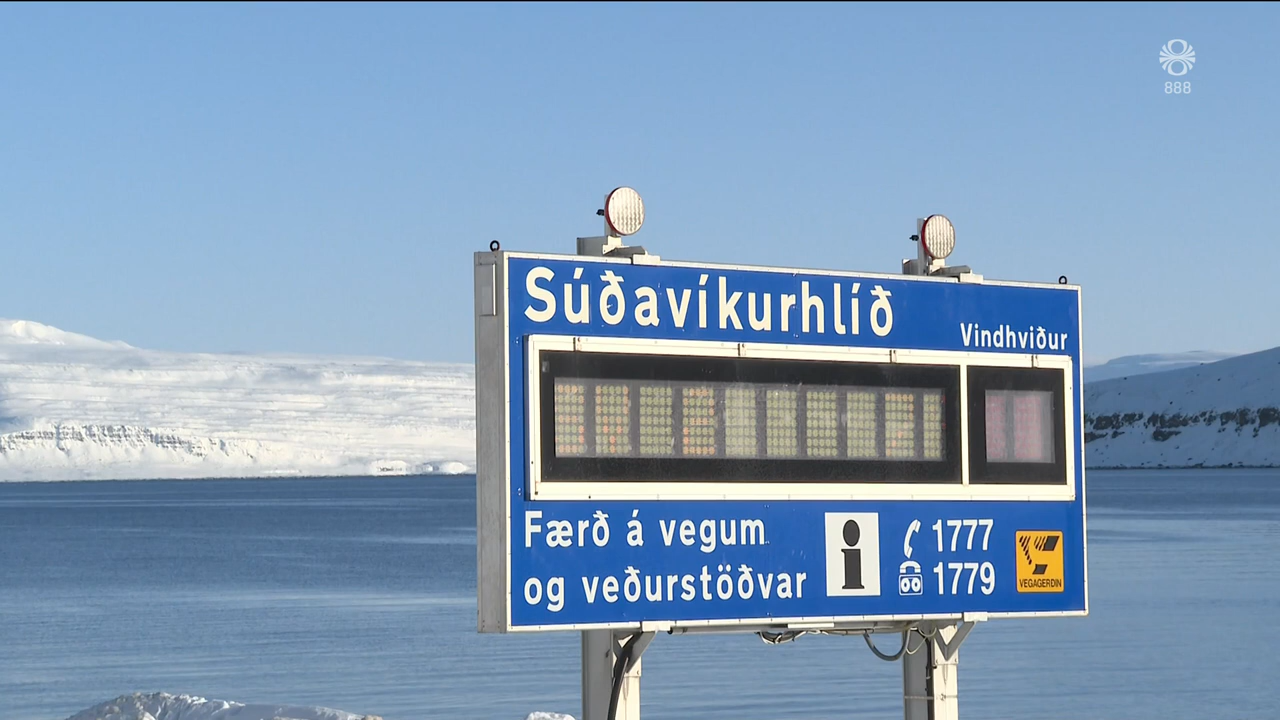 888
Súðavíkurhlíð
Vindhviður
Færð á vegum
og veðurstöðvar
i
1777
1779
VEGAGERÐIN